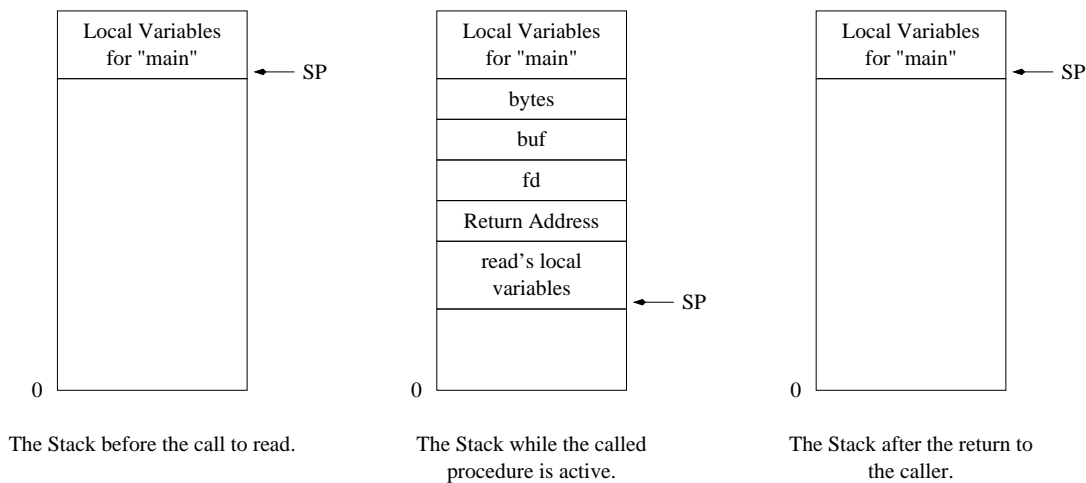 Local Variables
for "main"
SP
0
The Stack before the call to read.
Local Variables
for "main"
bytes
buf
fd
Return Address
read's local
variables
SP
0
The Stack while the called
procedure is active.
Local Variables
for "main"
SP
0
The Stack after the return to
the caller.